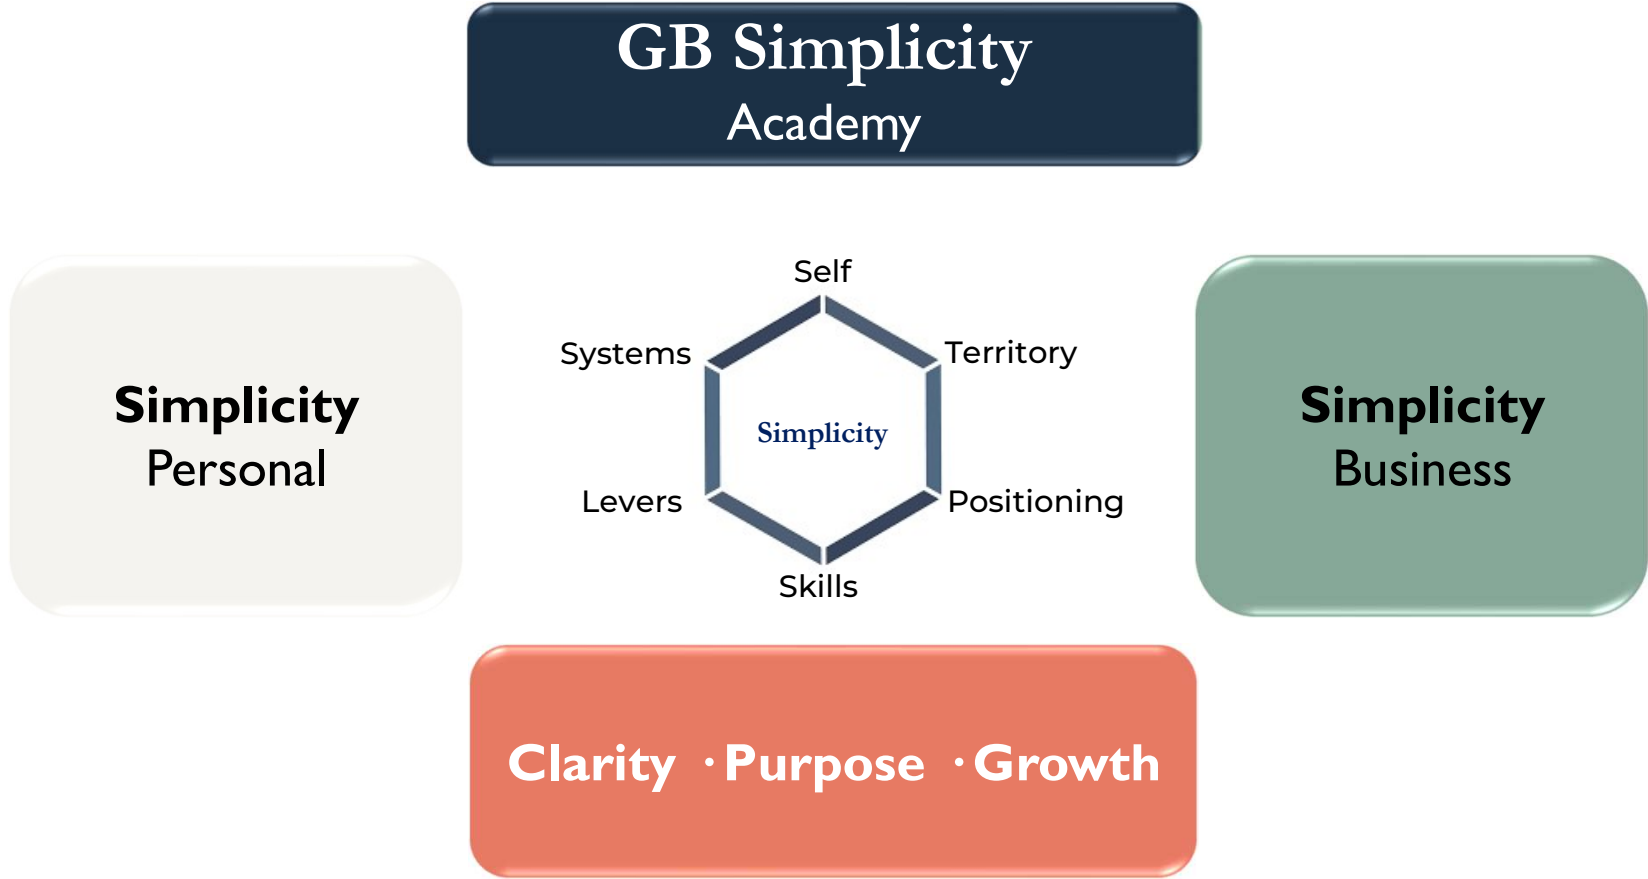 GB Simplicity
Academy
Self
Systems
Territory
Simplicity
Personal
Simplicity
Simplicity
Business
Levers
Positioning
Skills
Clarity · Purpose · Growth